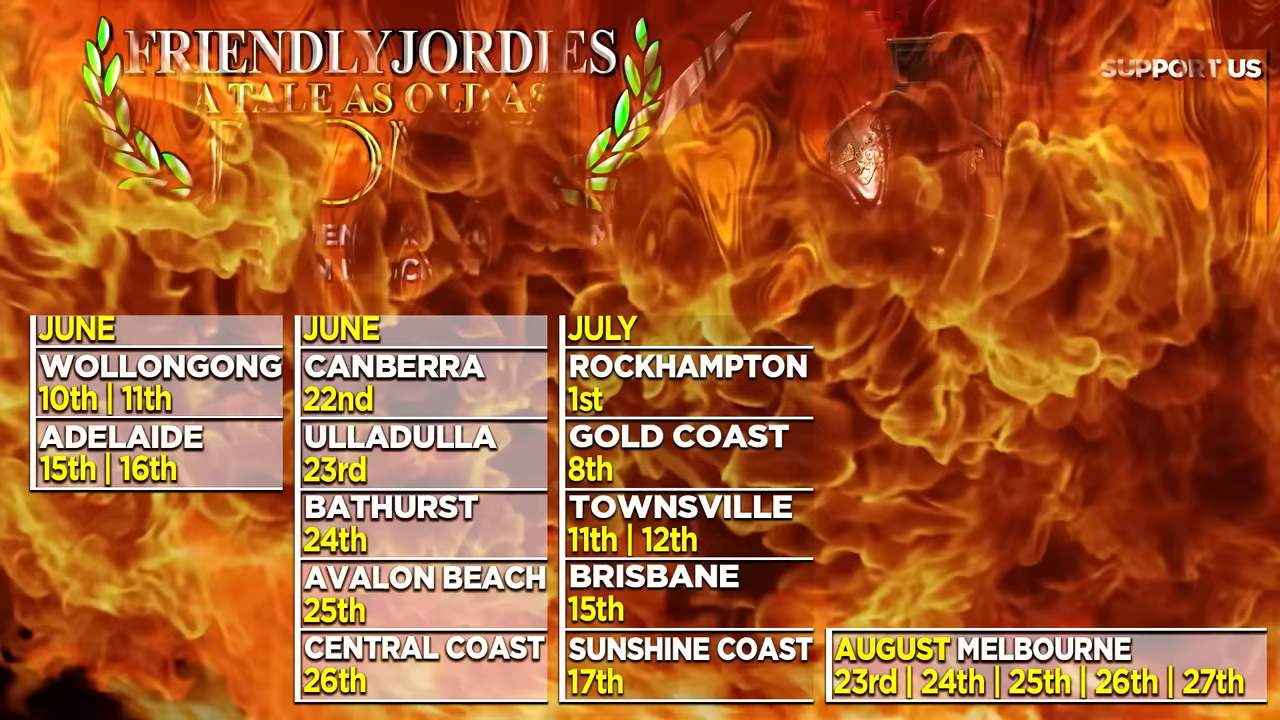 FRIENDLYJORDIES
A TALE AS OLD AS
SUPPORT US
JUNE
WOLLONGONG
10th | 11th
ADELAIDE
15th | 16th
JUNE
CANBERRA
22nd
ULLADULLA
23rd
BATHURST
24th
AVALON BEACH
25th
CENTRAL COAST
26th
JULY
ROCKHAMPTON
1st
GOLD COAST
8th
TOWNSVILLE
11th | 12th
BRISBANE
15th
SUNSHINE COAST
17th
AUGUST MELBOURNE
23rd | 24th | 25th | 26th | 27th